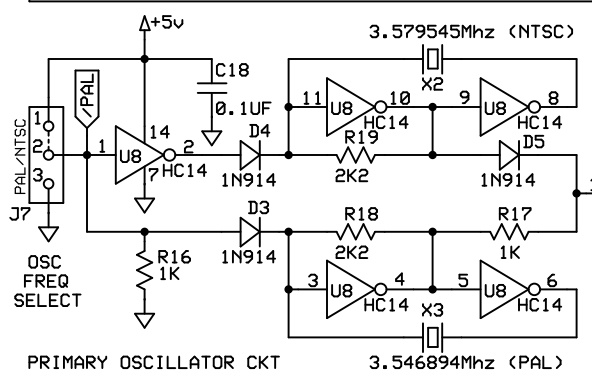 +5v
3.579545Mhz (NTSC)
/PAL
C18
0.1UF
X2
PAL/NTSC
1
2
3
J7
1
U8
14
2
HC14
7
D4
1N914
11
U8
10
HC14
9
U8
8
HC14
R19
2K2
D5
1N914
D3
1N914
R18
2K2
R17
1K
1
OSC
FREQ
SELECT
R16
1K
3
U8
4
HC14
5
U8
6
HC14
X3
PRIMARY OSCILLATOR CKT
3.546894Mhz (PAL)